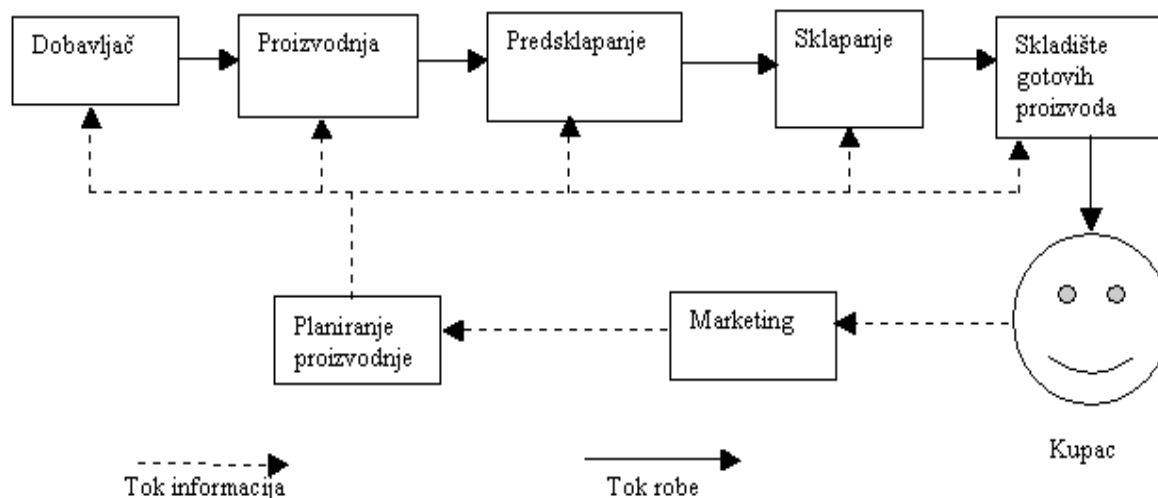 Dobavljač
Proizvodnja
Predsklapanje
Sklapanje
Skladište
gotovih
proizvoda
Planiranje
proizvodnje
Marketing
Kupac
Tok informacija
Tok robe